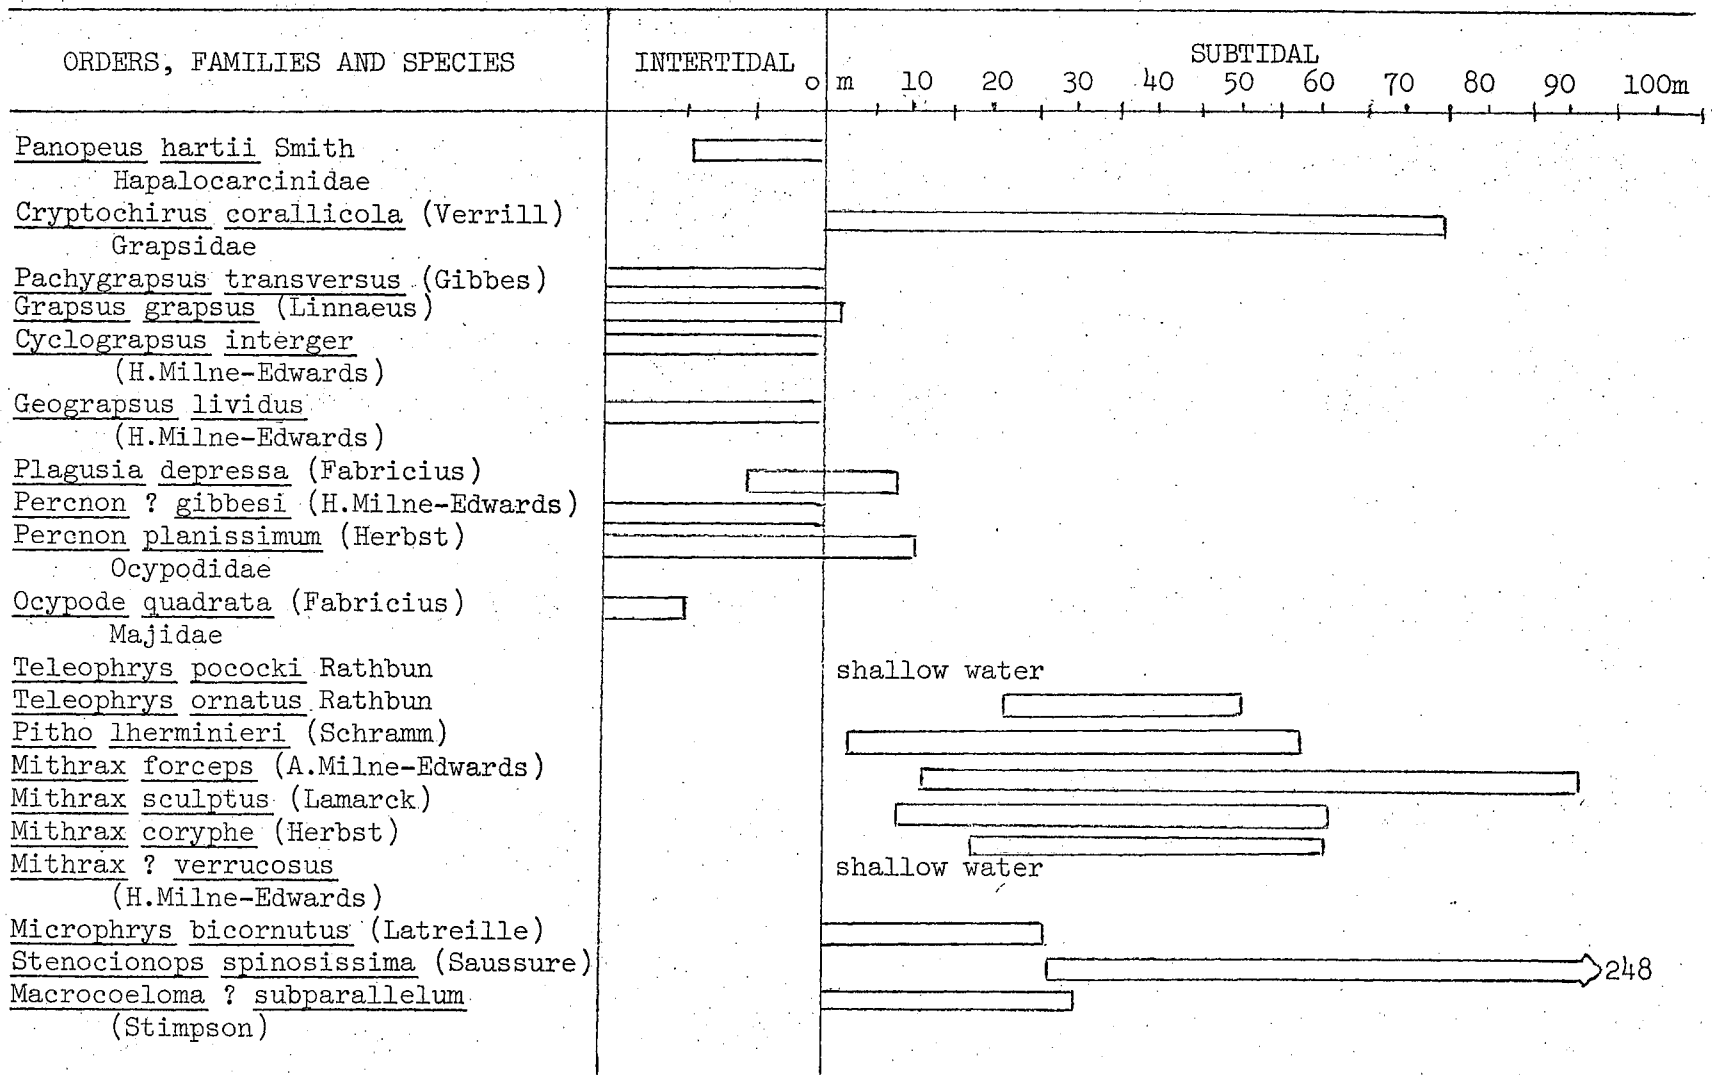 ORDERS, FAMILIES AND SPECIES INTERTIDAL SUBTIDAL
o m 10 20 30 40 50 60 70 80 90 100m
Panopeus hartii Smith
Hapalocarcinidae
Cryptochirus corallicola (Verrill)
Grapsidae
Pachygrapsus transversus (Gibbes)
Grapsus grapsus (Linnaeus)
Cyclograpsus interger
(H.Milne-Edwards)
Geograpsus lividus
(H.Milne-Edwards)
Plagusia depressa (Fabricius)
Percnon ? gibbesi (H.Milne-Edwards)
Percnon planissimum (Herbst)
Ocypodidae
Ocypode quadrata (Fabricius)
Majidae
Teleophrys pococki Rathbun shallow water
Teleophrys ornatus Rathbun
Pitho lherminieri (Schramm)
Mithrax forceps (A.Milne-Edwards)
Mithrax sculptus (Lamarck)
Mithrax coryphe (Herbst)
Mithrax ? verrucosus shallow water
(H.Milne-Edwards)
Microphrys bicornutus (Latreille)
Stenocionops spinosissima (Saussure) 248
Macrocoeloma ? subparallelum
(Stimpson)